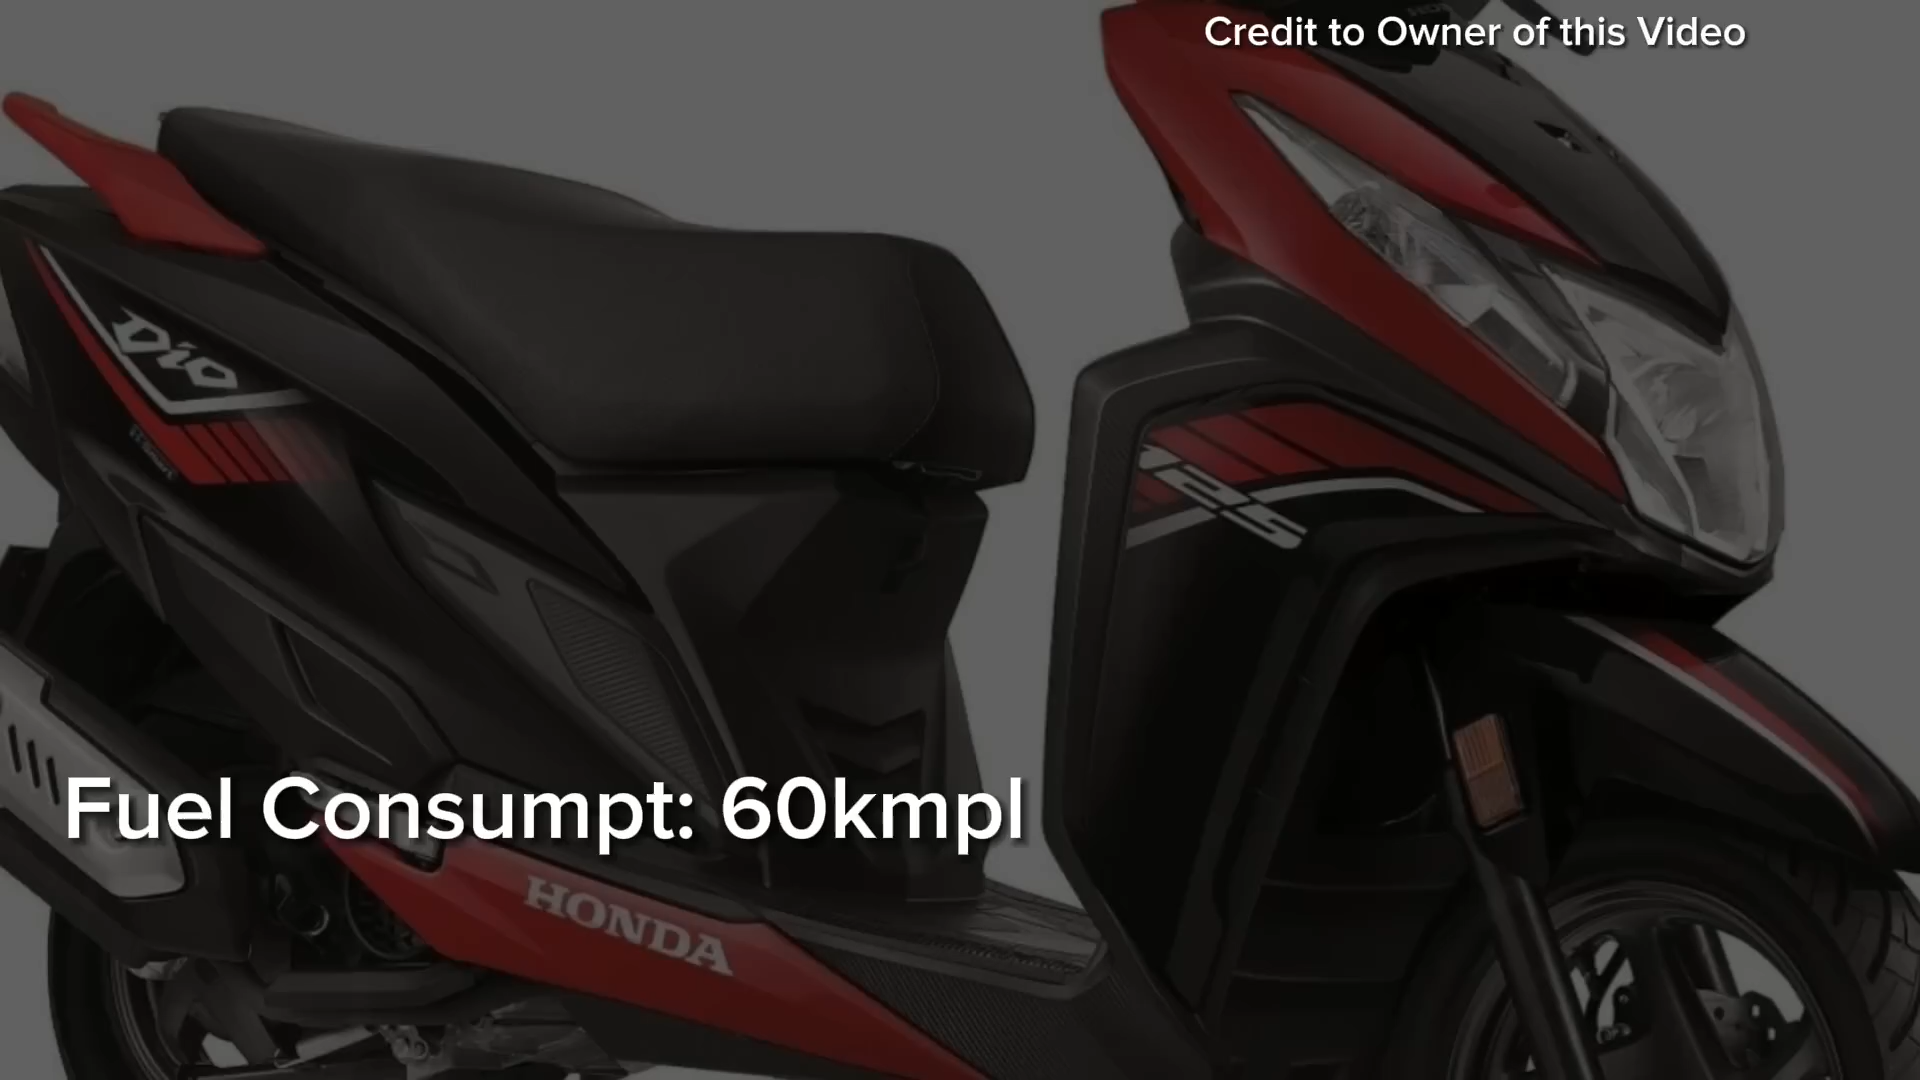 Credit to Owner of this Video
Dio
125
Fuel Consumpt: 60kmpl
HONDA